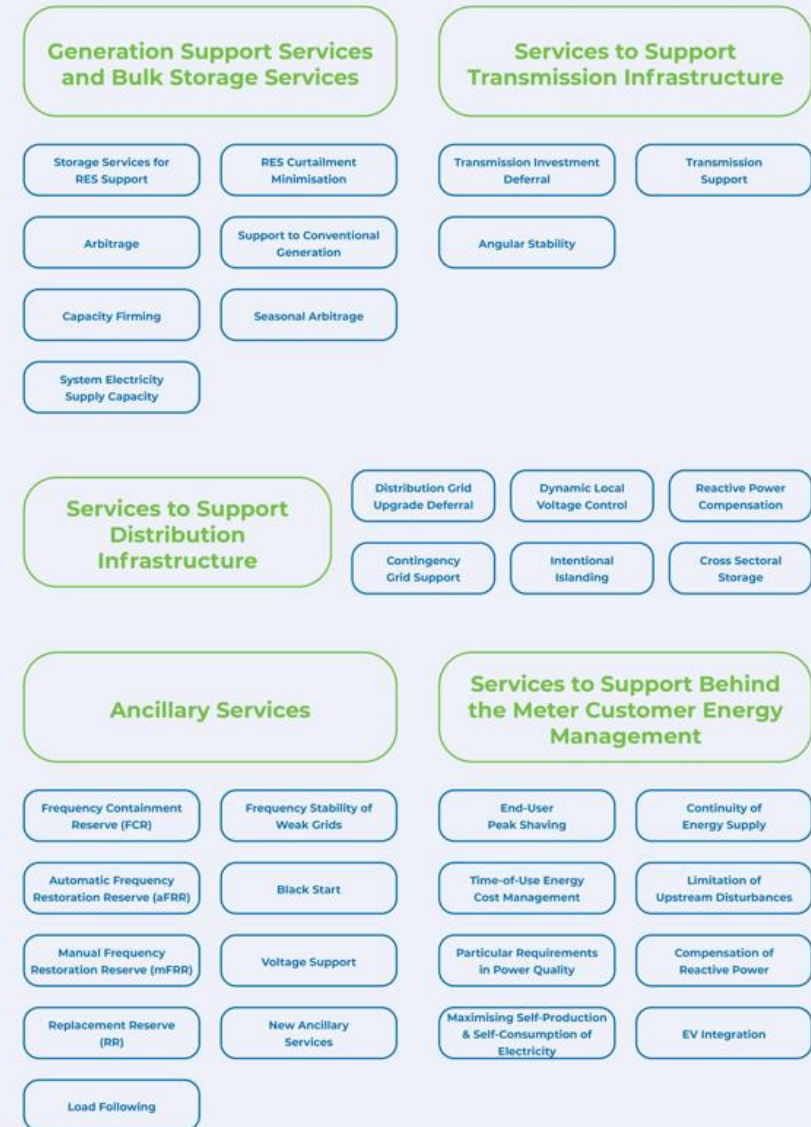 Generation Support Services
and Bulk Storage Services
Storage Services for
RES Support
RES Curtailment
Minimisation
Arbitrage
Support to Conventional
Generation
Capacity Firming
Seasonal Arbitrage
System Electricity
Supply Capacity
Services to Support
Transmission Infrastructure
Transmission Investment
Deferral
Transmission
Support
Angular Stability
Services to Support
Distribution
Infrastructure
Distribution Grid
Upgrade Deferral
Dynamic Local
Voltage Control
Reactive Power
Compensation
Contingency
Grid Support
Intentional
Islanding
Cross Sectoral
Storage
Ancillary Services
Frequency Containment
Reserve (FCR)
Frequency Stability of
Weak Grids
Automatic Frequency
Restoration Reserve (aFRR)
Black Start
Manual Frequency
Restoration Reserve (mFRR)
Voltage Support
Replacement Reserve
(RR)
New Ancillary
Services
Load Following
Services to Support Behind
the Meter Customer Energy
Management
End-User
Peak Shaving
Continuity of
Energy Supply
Time-of-Use Energy
Cost Management
Limitation of
Upstream Disturbances
Particular Requirements
in Power Quality
Compensation of
Reactive Power
Maximising Self-Production
& Self-Consumption of
Electricity
EV Integration